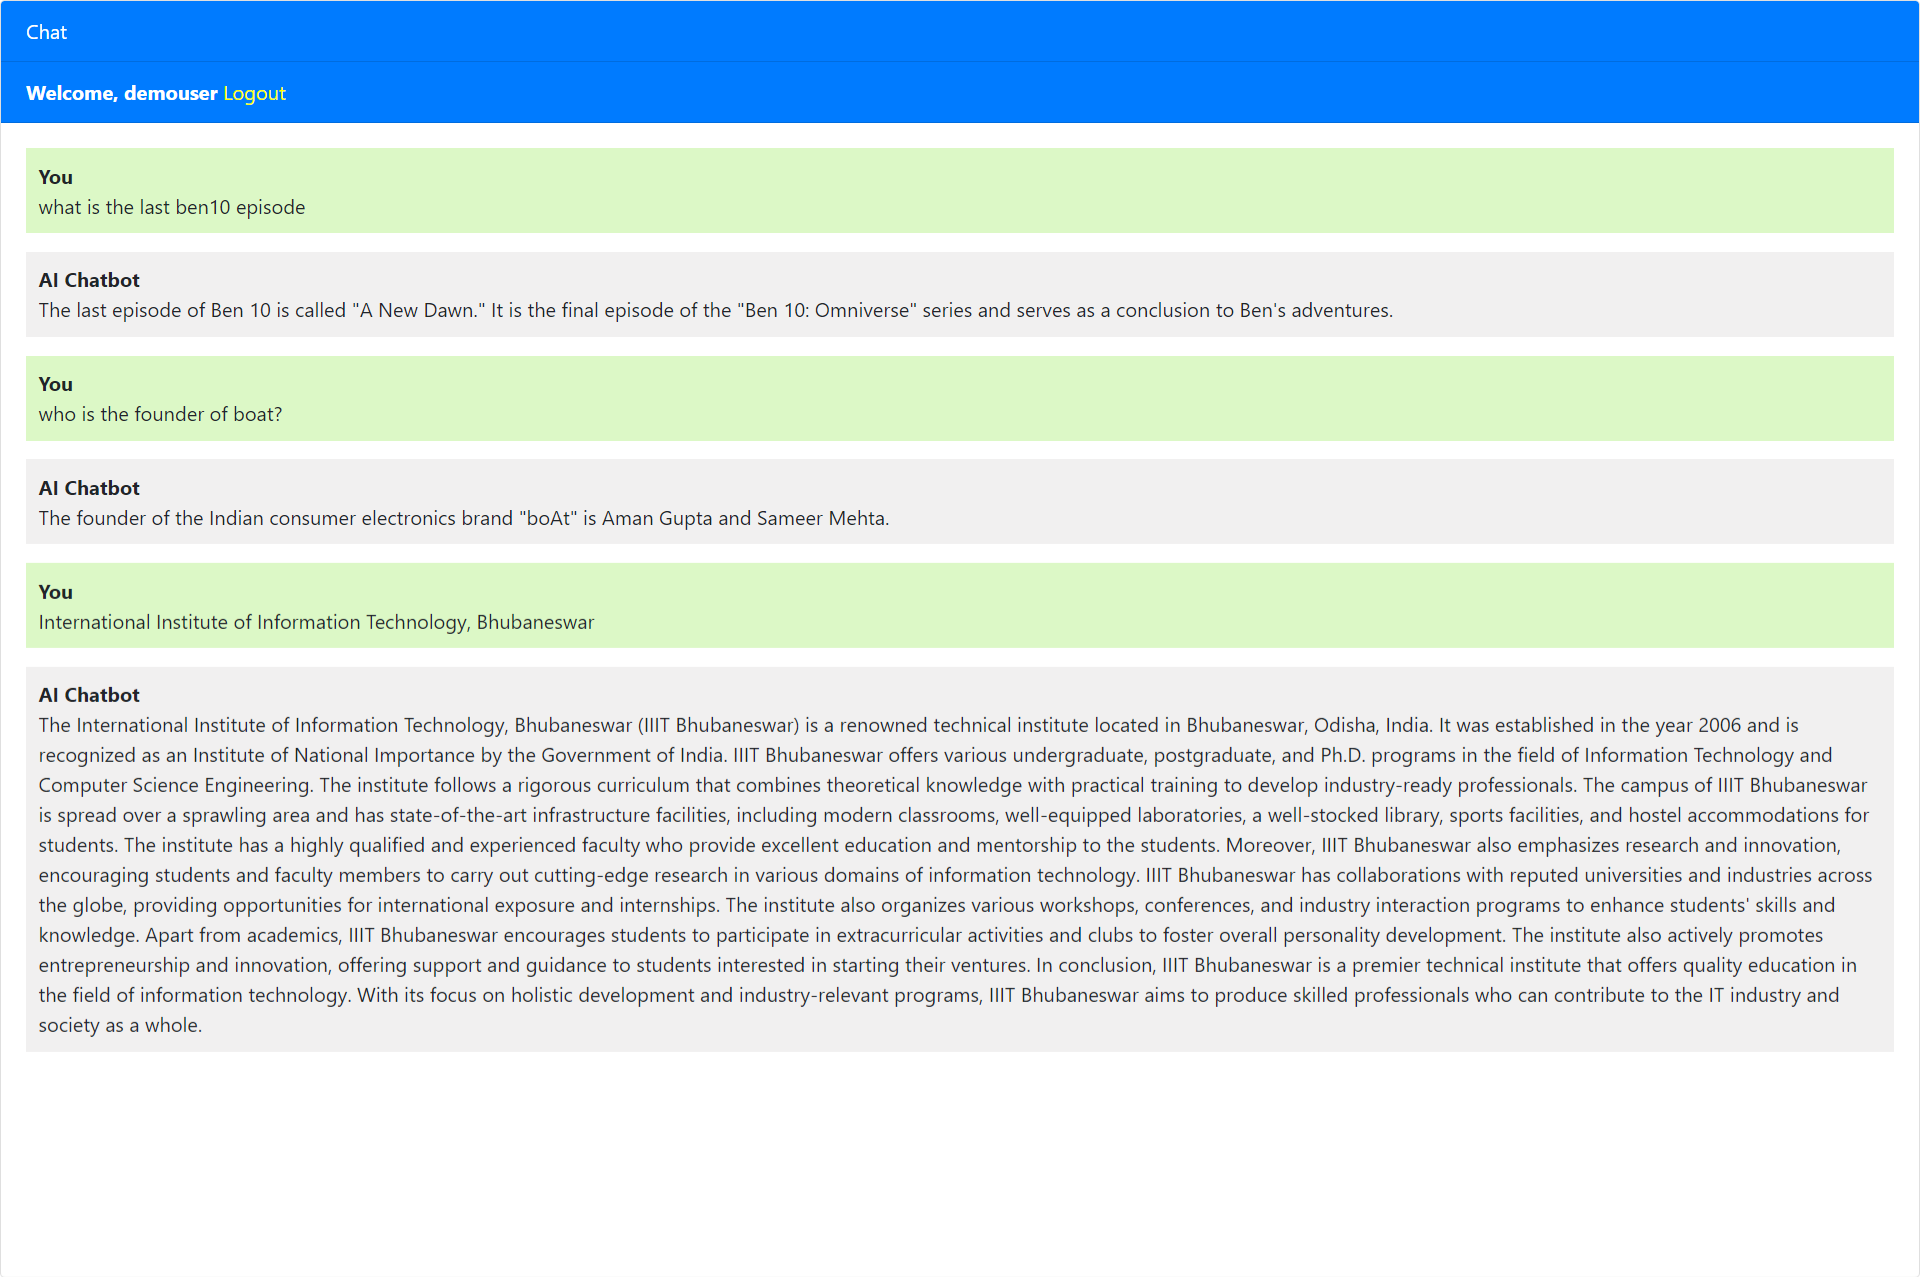 Chat
Welcome, demouser Logout
You
what is the last ben10 episode
AI Chatbot
The last episode of Ben 10 is called "A New Dawn." It is the final episode of the "Ben 10: Omniverse" series and serves as a conclusion to Ben's adventures.
You
who is the founder of boat?
AI Chatbot
The founder of the Indian consumer electronics brand "boAt" is Aman Gupta and Sameer Mehta.
You
International Institute of Information Technology, Bhubaneswar
AI Chatbot
The International Institute of Information Technology, Bhubaneswar (IIIT Bhubaneswar) is a renowned technical institute located in Bhubaneswar, Odisha, India. It was established in the year 2006 and is
recognized as an Institute of National Importance by the Government of India. IIIT Bhubaneswar offers various undergraduate, postgraduate, and Ph.D. programs in the field of Information Technology and
Computer Science Engineering. The institute follows a rigorous curriculum that combines theoretical knowledge with practical training to develop industry-ready professionals. The campus of IIIT Bhubaneswar
is spread over a sprawling area and has state-of-the-art infrastructure facilities, including modern classrooms, well-equipped laboratories, a well-stocked library, sports facilities, and hostel accommodations for
students. The institute has a highly qualified and experienced faculty who provide excellent education and mentorship to the students. Moreover, IIIT Bhubaneswar also emphasizes research and innovation,
encouraging students and faculty members to carry out cutting-edge research in various domains of information technology. IIIT Bhubaneswar has collaborations with reputed universities and industries across
the globe, providing opportunities for international exposure and internships. The institute also organizes various workshops, conferences, and industry interaction programs to enhance students' skills and
knowledge. Apart from academics, IIIT Bhubaneswar encourages students to participate in extracurricular activities and clubs to foster overall personality development. The institute also actively promotes
entrepreneurship and innovation, offering support and guidance to students interested in starting their ventures. In conclusion, IIIT Bhubaneswar is a premier technical institute that offers quality education in
the field of information technology. With its focus on holistic development and industry-relevant programs, IIIT Bhubaneswar aims to produce skilled professionals who can contribute to the IT industry and
society as a whole.